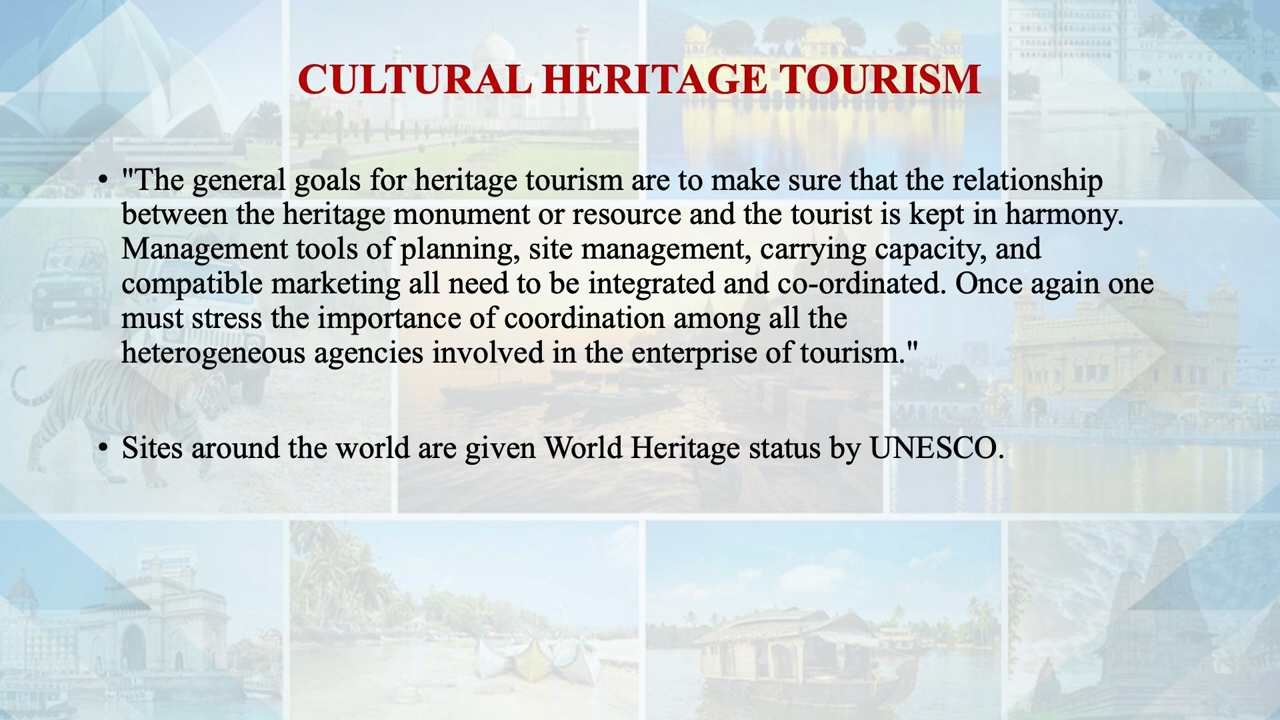 CULTURAL HERITAGE TOURISM
• "The general goals for heritage tourism are to make sure that the relationship
between the heritage monument or resource and the tourist is kept in harmony.
Management tools of planning, site management, carrying capacity, and
compatible marketing all need to be integrated and co-ordinated. Once again one
must stress the importance of coordination among all the
heterogeneous agencies involved in the enterprise of tourism."
• Sites around the world are given World Heritage status by UNESCO.